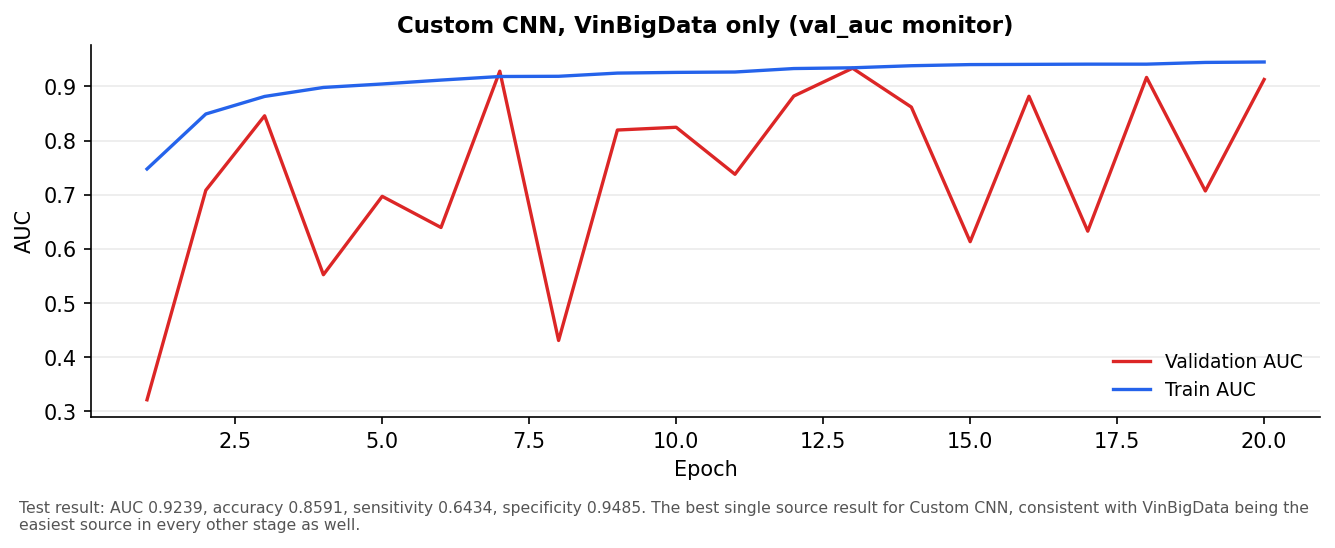 Custom CNN, VinBigData only (val_auc monitor)
AUC
0.9
0.8
0.7
0.6
0.5
0.4
0.3
Validation AUC
Train AUC
2.5 5.0 7.5 10.0 12.5 15.0 17.5 20.0
Epoch
Test result: AUC 0.9239, accuracy 0.8591, sensitivity 0.6434, specificity 0.9485. The best single source result for Custom CNN, consistent with VinBigData being the
easiest source in every other stage as well.